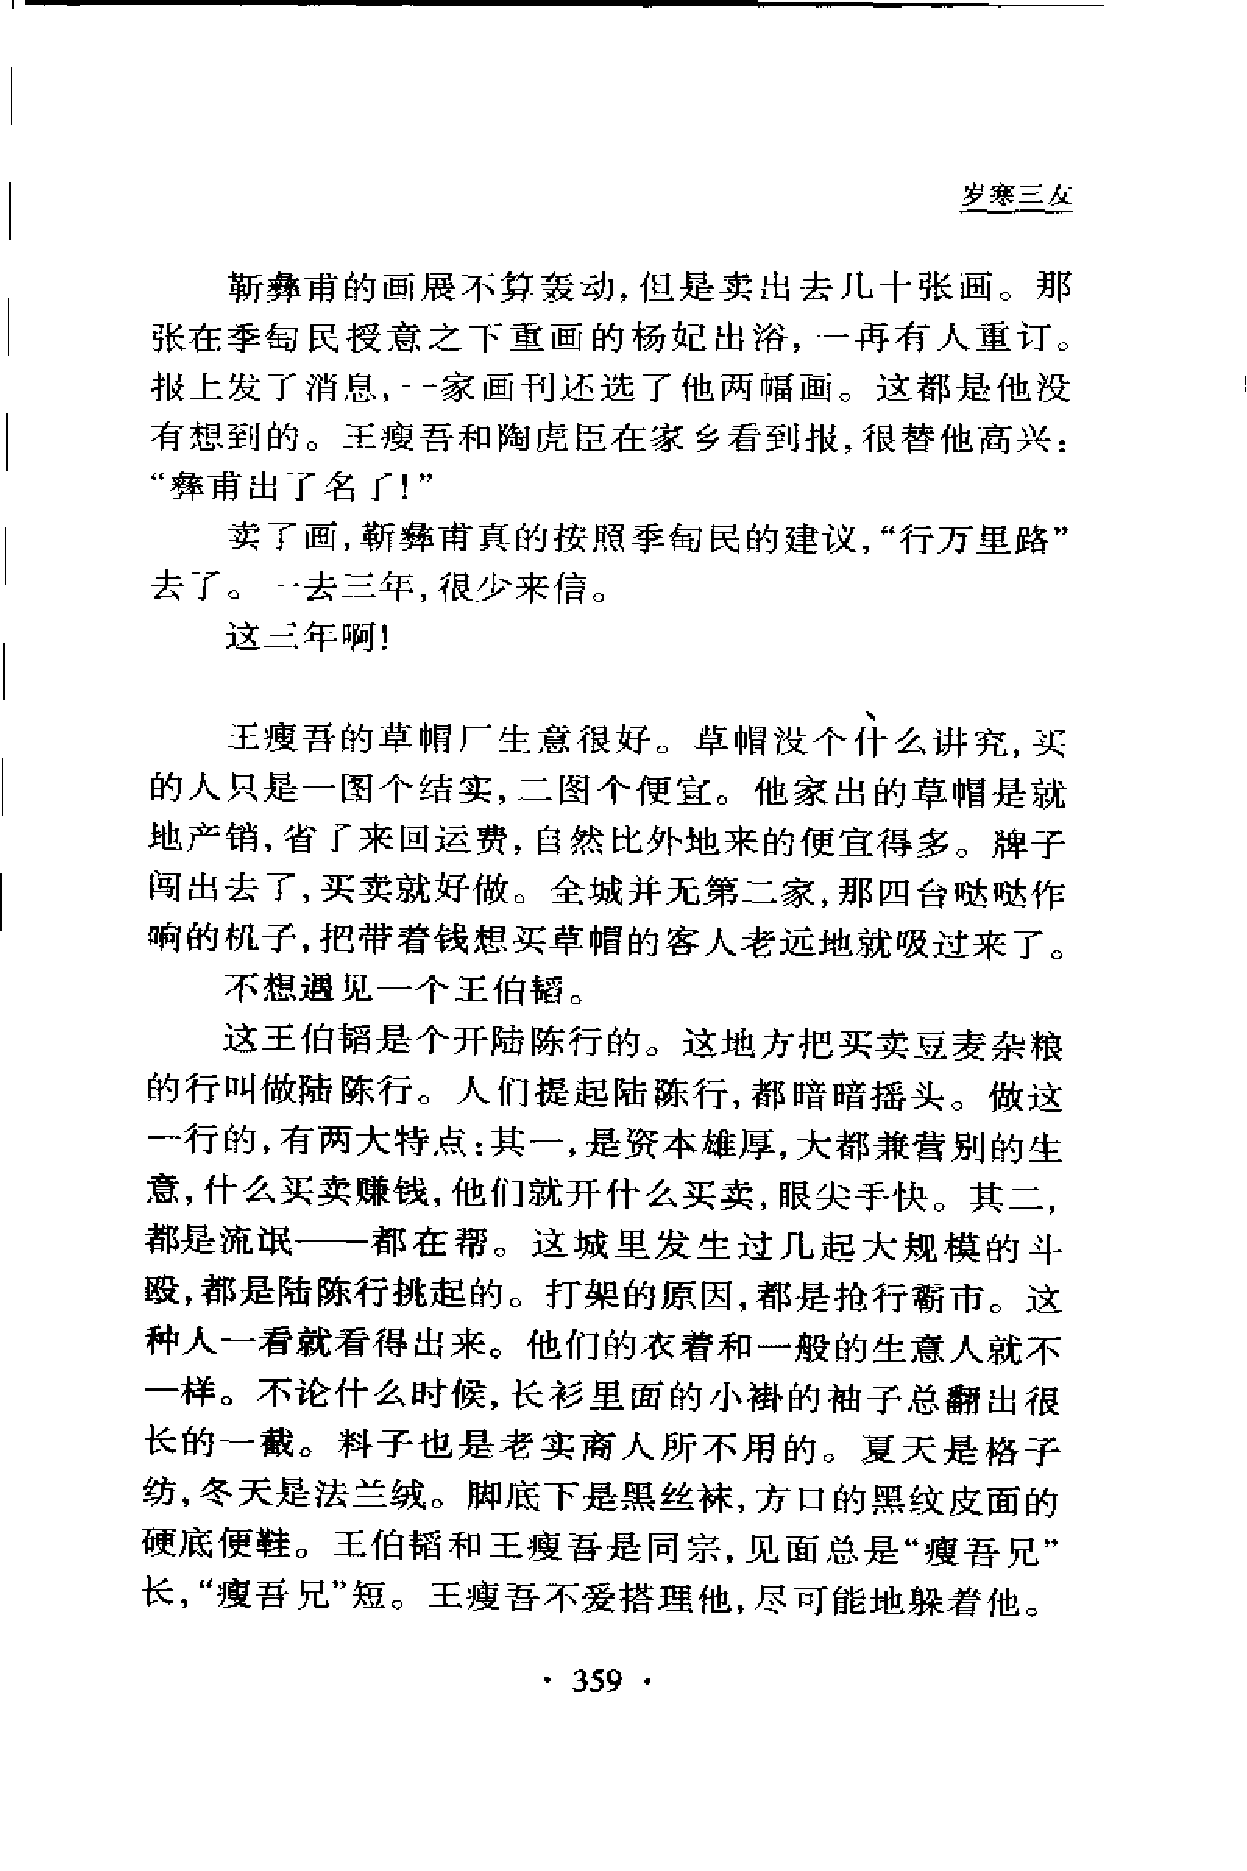 岁寒三友
靳彝甫的画展不算轰动,但是卖出去几十张画。那
张在季匋民授意之下重画的杨妃出浴,一再有人重订。
报上发了消息,一家画刊还选了他两幅画。这都是他没
有想到的。王瘦吾和陶虎臣在家乡看到报,很替他高兴:
“彝甫出了名了!”
卖了画,靳彝甫真的按照季匋民的建议,“行万里路”
去了。一去三年,很少来信。
这三年啊!
王瘦吾的草帽厂生意很好。草帽没个什么讲究,买
的人只是一图个结实,二图个便宜。他家出的草帽是就
地产销,省了来回运费,自然比外地来的便宜得多。牌子
闯出去了,买卖就好做。全城并无第二家,那四台哒哒作
响的机子,把带着钱想买草帽的客人老远地就吸过来了。
不想遇见一个王伯韬。
这王伯韬是个开陆陈行的。这地方把买卖豆麦杂粮
的行叫做陆陈行。人们提起陆陈行,都暗暗摇头。做这
一行的,有两大特点:其一,是资本雄厚,大都兼营别的生
意,什么买卖赚钱,他们就开什么买卖,眼尖手快。其二,
都是流氓——都在帮。这城里发生过几起大规模的斗
殴,都是陆陈行挑起的。打架的原因,都是抢行霸市。这
种人一看就看得出来。他们的衣着和一般的生意人就不
一样。不论什么时候,长衫里面的小褂的袖子总翻出很
长的一截。料子也是老实商人所不用的。夏天是格子
纺,冬天是法兰绒。脚底下是黑丝袜,方口的黑纹皮面的
硬底便鞋。王伯韬和王瘦吾是同宗,见面总是“瘦吾兄”
长,“瘦吾兄”短。王瘦吾不爱搭理他,尽可能地躲着他。
· 359 ·